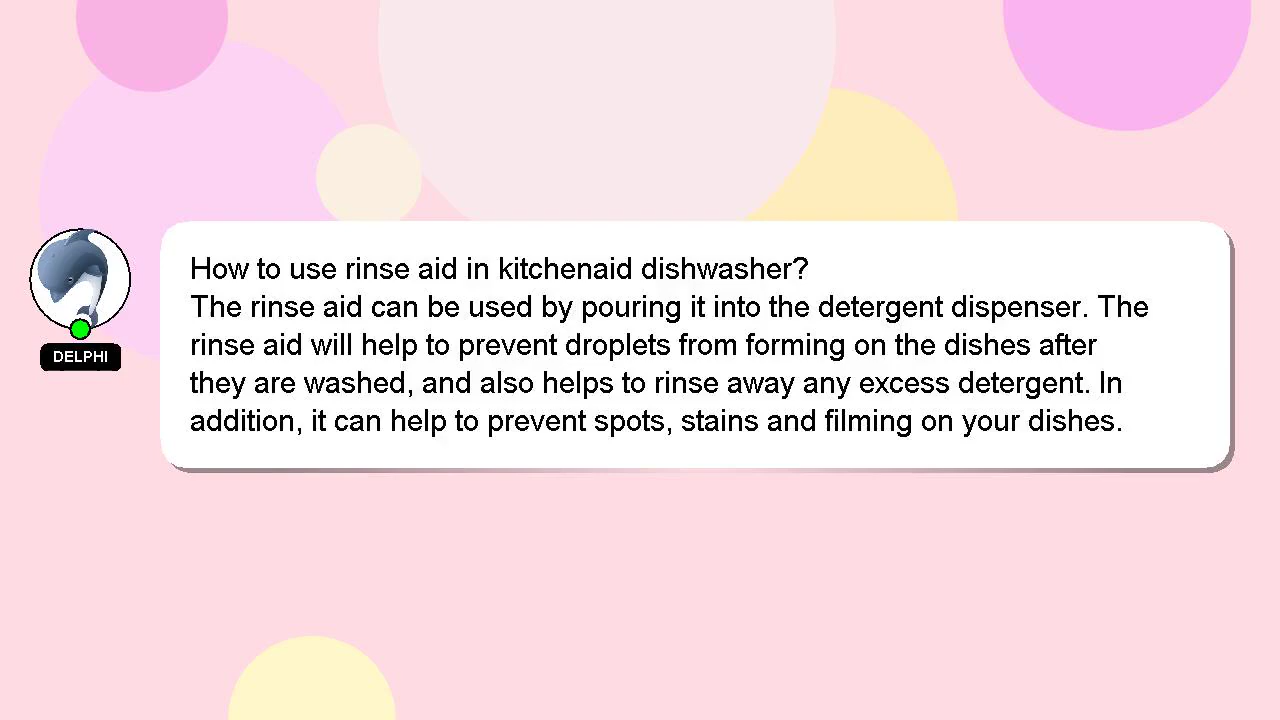 How to use rinse aid in kitchenaid dishwasher?
The rinse aid can be used by pouring it into the detergent dispenser. The
rinse aid will help to prevent droplets from forming on the dishes after
they are washed, and also helps to rinse away any excess detergent. In
addition, it can help to prevent spots, stains and filming on your dishes.
DELPHI